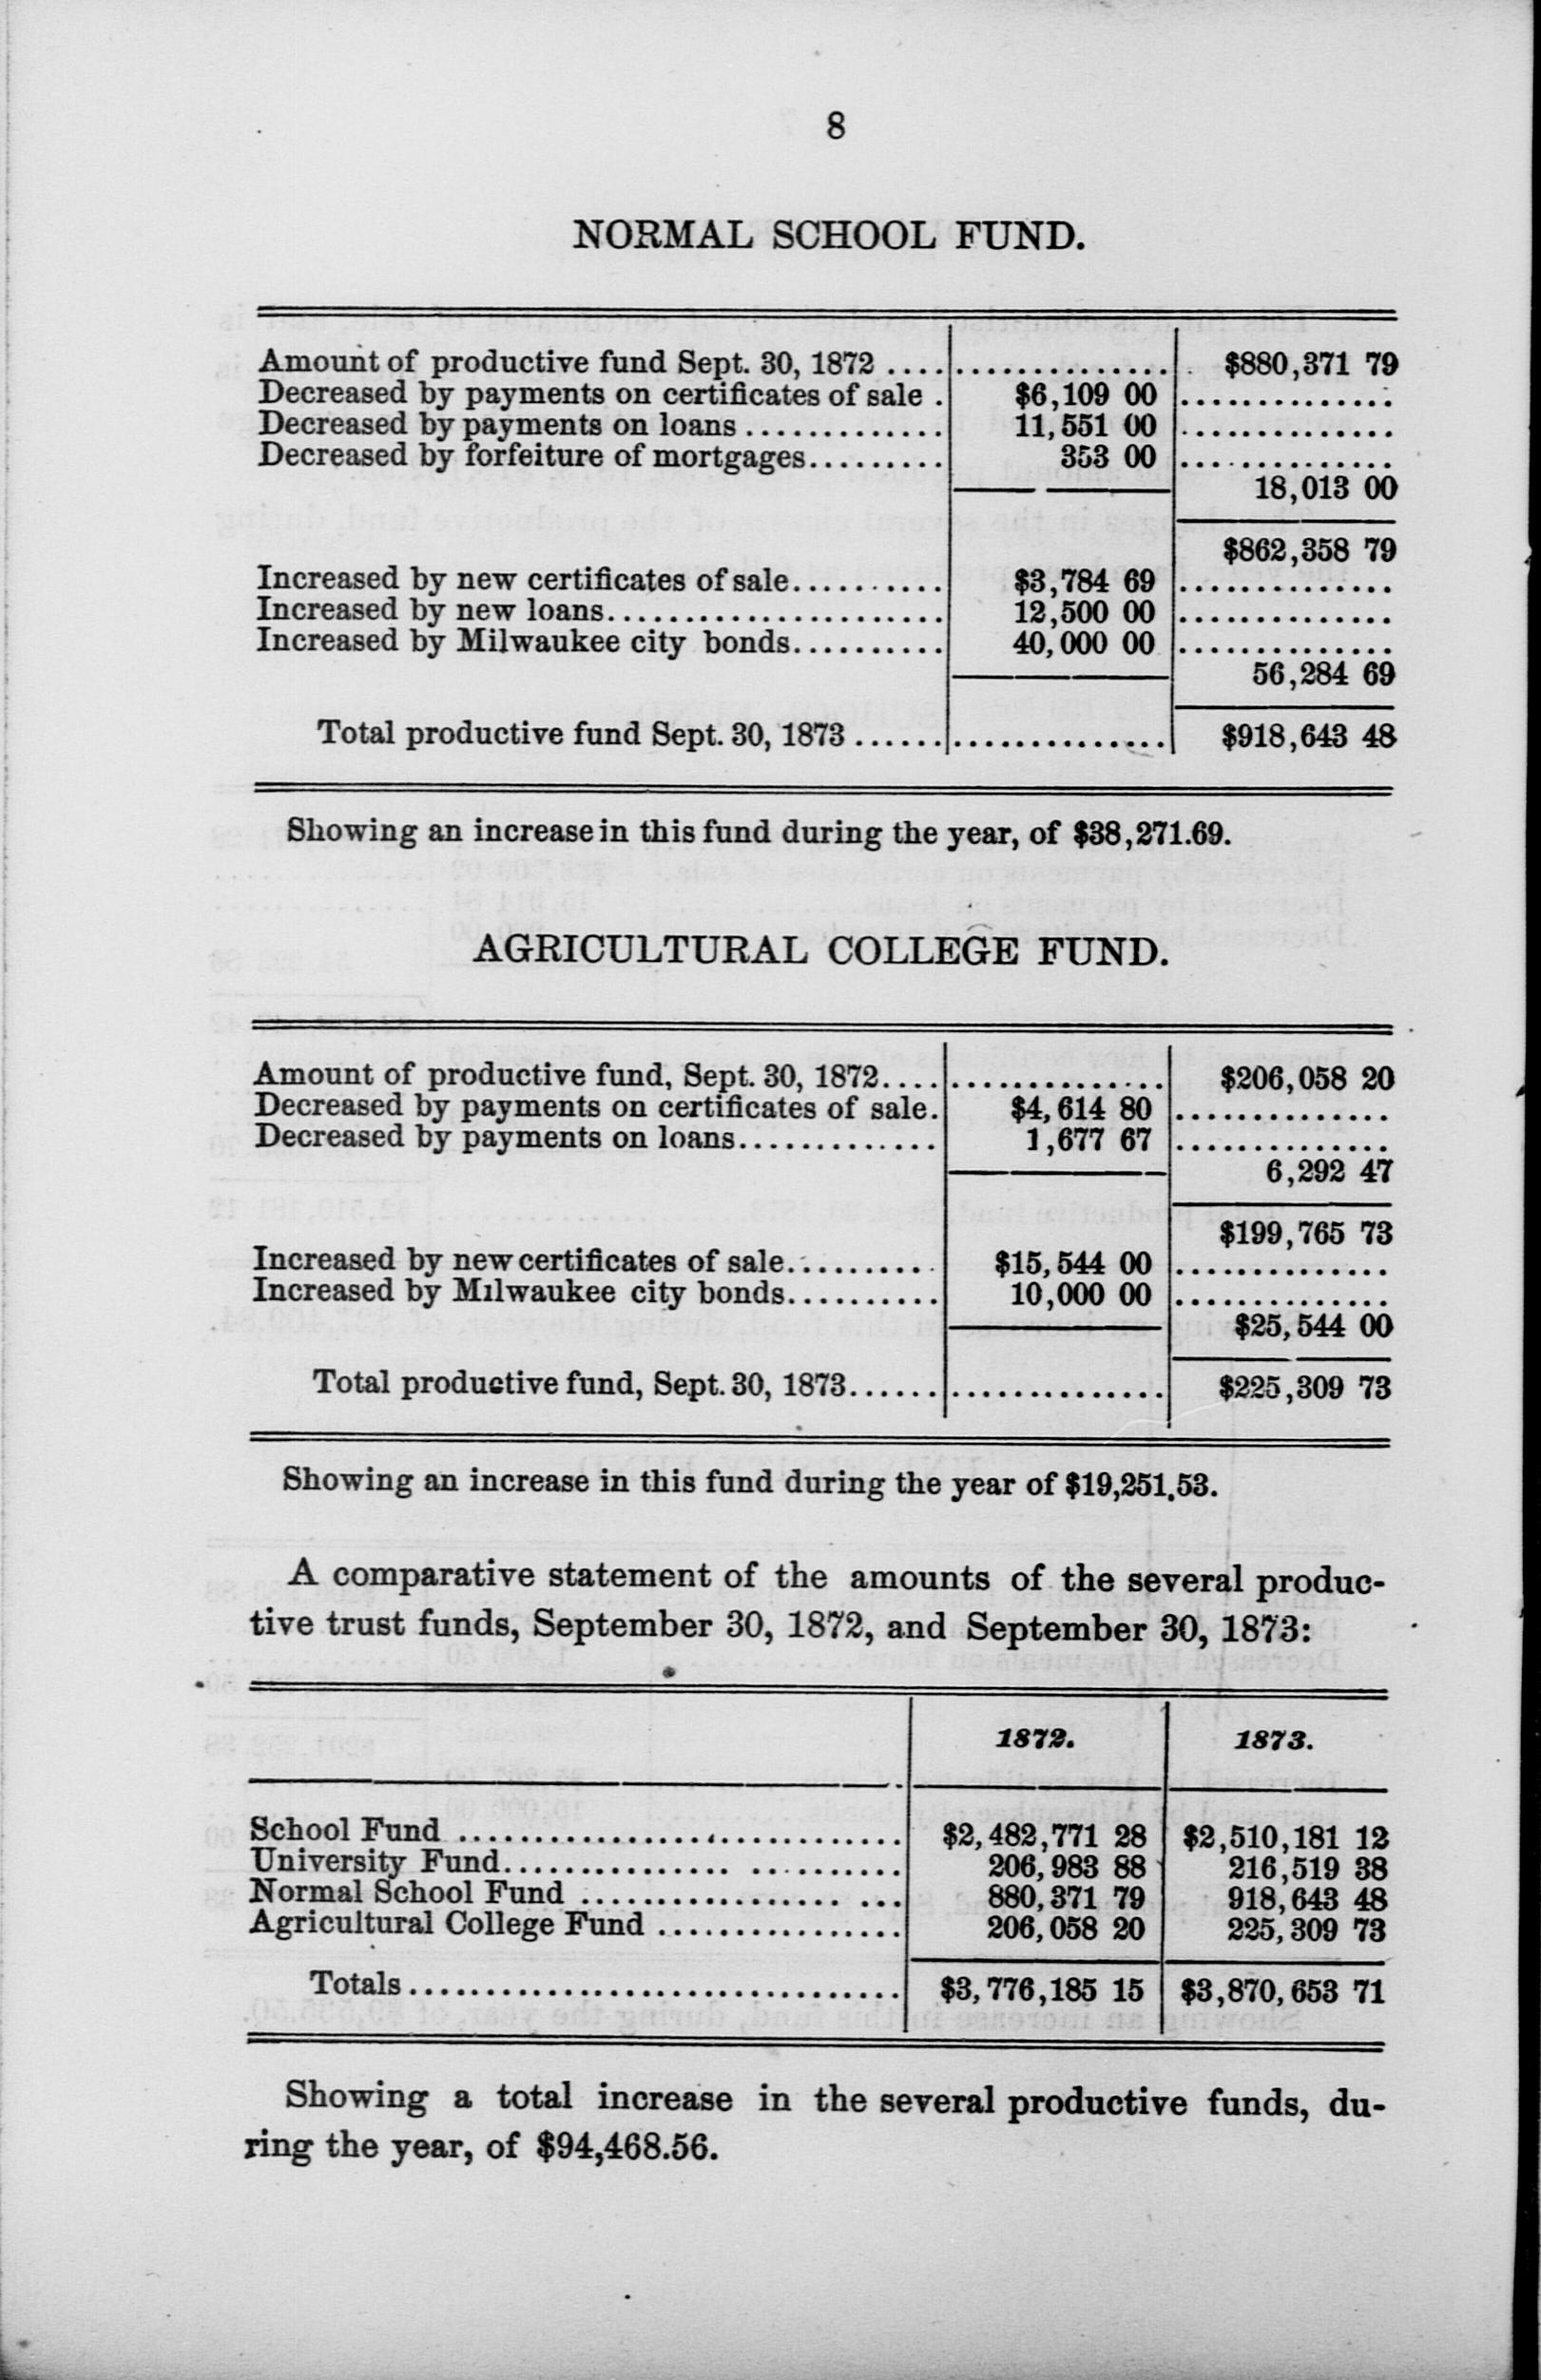 8
NORMAL SCHOOL FUND.
Amount of productive fund Sept. 30, 1872 .... .............. $880,371 79
Decreased by payments on certificates of sale . $6,109 00 ..............
Decreased by payments on loans ............. 11,551 00 ..............
Decreased by forfeiture of mortgages......... 353 00 ..............
18,013 00
$862,358 79
Increased by new certificates of sale.......... $3,784 69 ..............
Increased by new loans...................... 12,500 00 ..............
Increased by Milwaukee city bonds.......... 40,000 00 ..............
56,284 69
Total productive fund Sept. 30, 1873 ...... .............. $918,643 48
Showing an increase in this fund during the year, of $38,271.69.
AGRICULTURAL COLLEGE FUND.
Amount of productive fund, Sept. 30, 1872.... .............. $206,058 20
Decreased by payments on certificates of sale. $4,614 80 ..............
Decreased by payments on loans............. 1,677 67 ..............
6,292 47
$199,765 73
Increased by new certificates of sale.......... $15,544 00 ..............
Increased by Milwaukee city bonds.......... 10,000 00 ..............
$25,544 00
Total productive fund, Sept. 30, 1873...... .............. $225,309 73
Showing an increase in this fund during the year of $19,251.53.
A comparative statement of the amounts of the several produc-
tive trust funds, September 30, 1872, and September 30, 1873:
1872. 1873.
School Fund ............................. $2,482,771 28 $2,510,181 12
University Fund.......................... 206,983 88 216,519 38
Normal School Fund .................... 880,371 79 918,643 48
Agricultural College Fund ................ 206,058 20 225,309 73
Totals................................ $3,776,185 15 $3,870,653 71
Showing a total increase in the several productive funds, du-
ring the year, of $94,468.56.